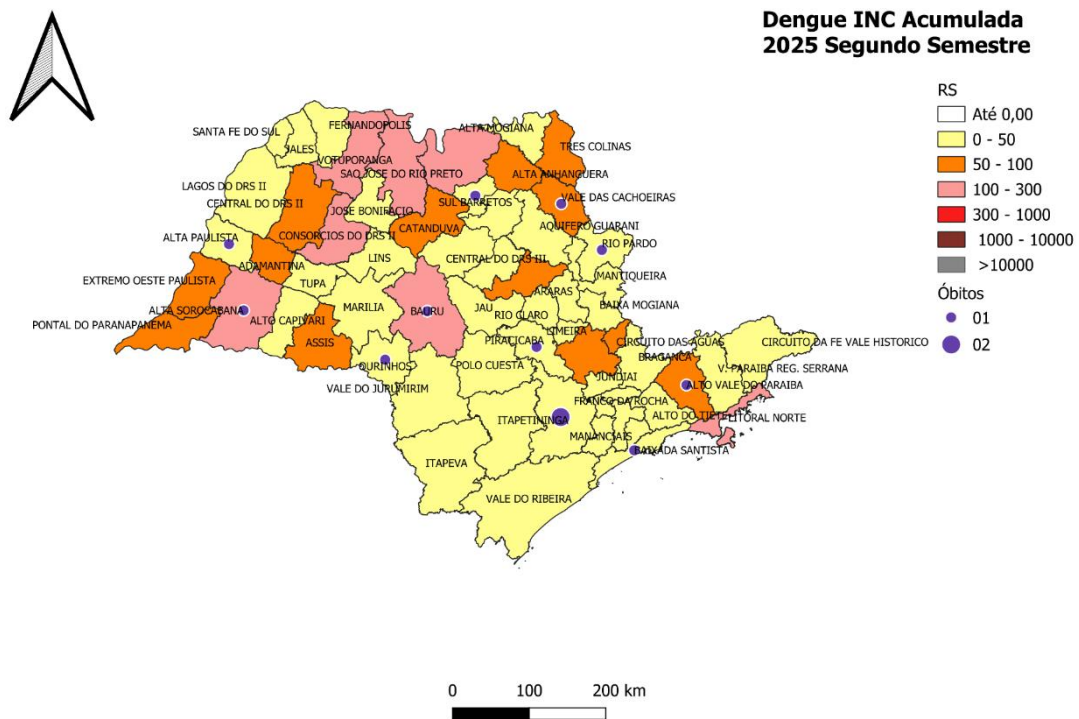 Dengue INC Acumulada
2025 Segundo Semestre
RS
Até 0,00
0 - 50
50 - 100
100 - 300
300 - 1000
1000 - 10000
>10000
Óbitos
01
02
FERNANDOPOLIS
ALTA MOGIANA
SANTA FE DO SUL
JALES
TRES COLINAS
VOTUPORANGA
SAO JOSE DO RIO PRETO
ALTA ANHANGUERA
LAGOS DO DRS II
CENTRAL DO DRS II
SUL BARRETOS
VALE DAS CACHOEIRAS
JOSE BONIFACIO
CATANDUVA
AQUIFERO GUARANI
ALTA PAULISTA
CONSORCIOS DO DRS II
RIO PARDO
LINS
CENTRAL DO DRS III
ADAMANTINA
MANTIQUEIRA
EXTREMO OESTE PAULISTA
TUPA
ARARAS
MARILIA
JAU
BAIXA MOGIANA
ALTA SOROCABANA
BAURU
RIO CLARO
PONTAL DO PARANAPANEMA
ALTO CAPIVARI
LIMEIRA
ASSIS
PIRACICABA
CIRCUITO DAS AGUAS
CIRCUITO DA FE VALE HISTORICO
BRAGANCA
OURINHOS
POLO CUESTA
V. PARAIBA REG. SERRANA
JUNDIAI
VALE DO JURUMIRIM
ALTO VALE DO PARAIBA
FRANCO DA ROCHA
ITAPETININGA
ALTO DO TIETE
LITORAL NORTE
MANANCIAIS
BAIXADA SANTISTA
ITAPEVA
VALE DO RIBEIRA
0 100 200 km